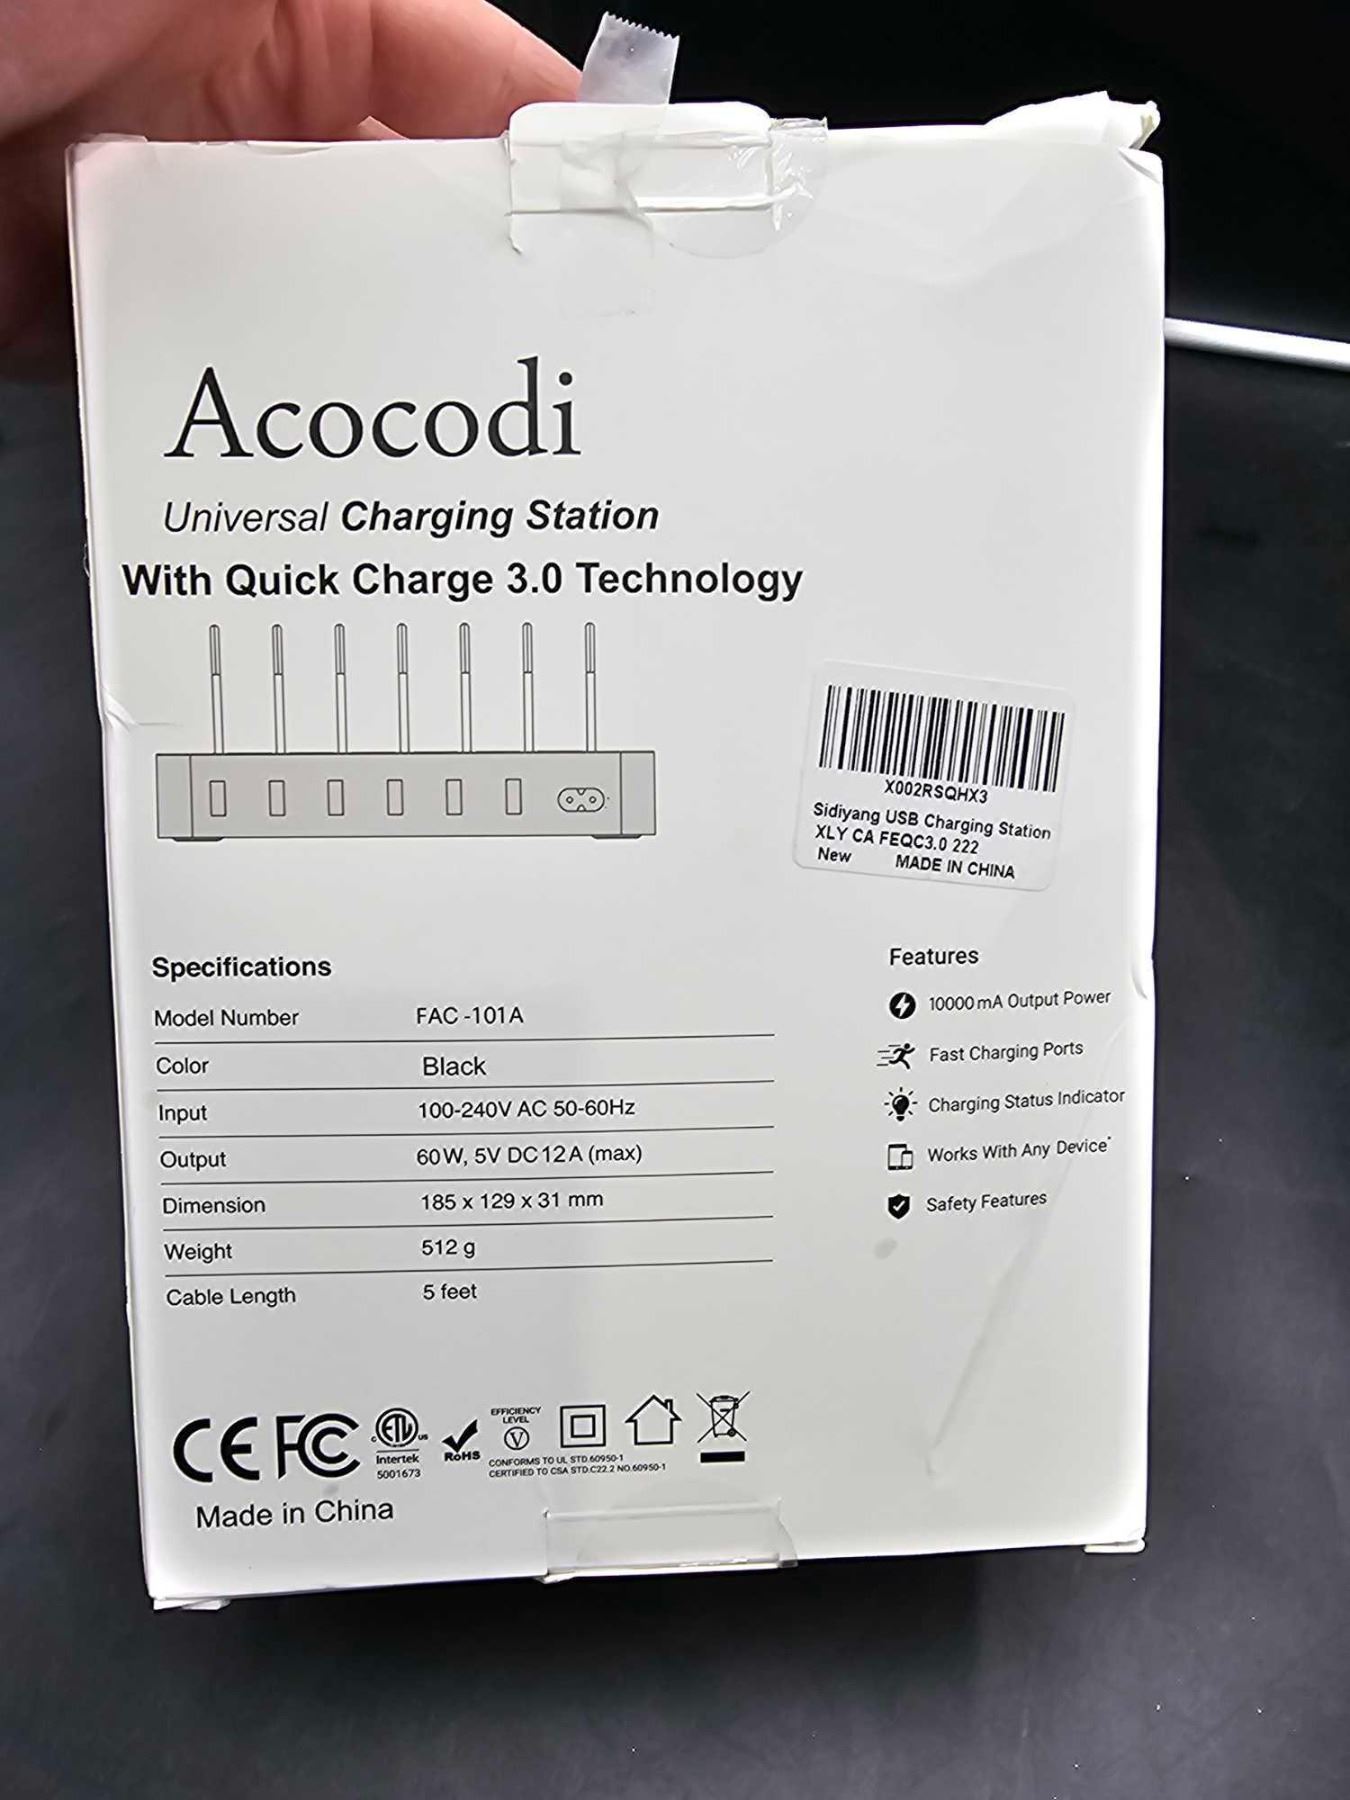 Acocodi
Universal Charging Station
With Quick Charge 3.0 Technology
X002RSQHX3
Sidiyang USB Charging Station
XLY CA FEQC3.0 222
New MADE IN CHINA
Specifications
Model Number FAC -101A
Color Black
Input 100-240V AC 50-60Hz
Output 60W, 5V DC12A (max)
Dimension 185 x 129 x 31 mm
Weight 512 g
Cable Length 5 feet
Features
10000mA Output Power
Fast Charging Ports
Charging Status Indicator
Works With Any Device*
Safety Features
CE FC
c ETL us
Intertek
5001673
RoHS
EFFICIENCY
LEVEL
V
CONFORMS TO UL STD.60950-1
CERTIFIED TO CSA STD.C22.2 NO.60950-1
Made in China